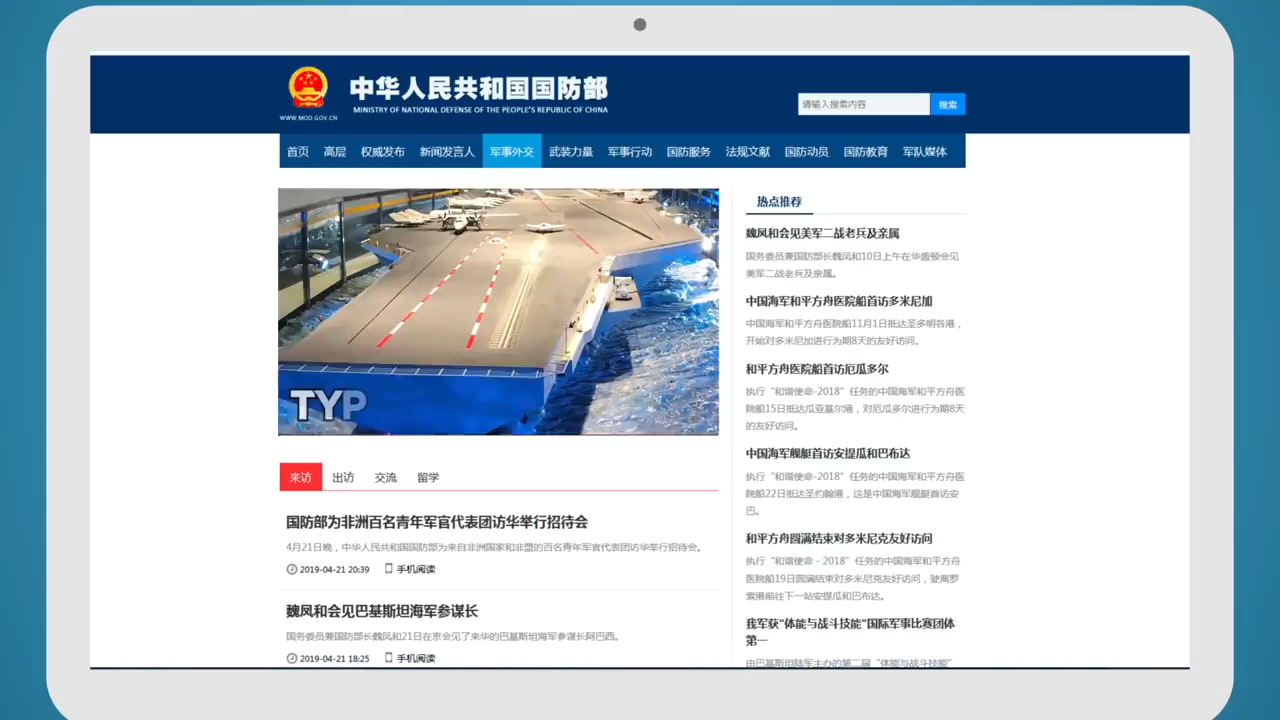 中华人民共和国国防部
MINISTRY OF NATIONAL DEFENSE OF THE PEOPLE'S REPUBLIC OF CHINA
WWW.MOD.GOV.CN
请输入搜索内容 搜索
首页 高层 权威发布 新闻发言人 军事外交 武装力量 军事行动 国防服务 法规文献 国防动员 国防教育 军队媒体
TYP
来访 出访 交流 留学
国防部为非洲百名青年军官代表团访华举行招待会
4月21日晚，中华人民共和国国防部为来自非洲国家和非盟的百名青年军官代表团访华举行招待会。
2019-04-21 20:39 手机阅读
魏凤和会见巴基斯坦海军参谋长
国务委员兼国防部长魏凤和21日在京会见了来华的巴基斯坦海军参谋长阿巴西。
2019-04-21 18:25 手机阅读
热点推荐
魏凤和会见美军二战老兵及亲属
国务委员兼国防部长魏凤和10日上午在华盛顿会见
美军二战老兵及亲属。
中国海军和平方舟医院船首访多米尼加
中国海军和平方舟医院船11月1日抵达圣多明各港，
开始对多米尼加进行为期8天的友好访问。
和平方舟医院船首访厄瓜多尔
执行“和谐使命-2018”任务的中国海军和平方舟医
院船15日抵达瓜亚基尔港，对厄瓜多尔进行为期8天
的友好访问。
中国海军舰艇首访安提瓜和巴布达
执行“和谐使命-2018”任务的中国海军和平方舟医
院船22日抵达圣约翰港，这是中国海军舰艇首访安
巴。
和平方舟圆满结束对多米尼克友好访问
执行“和谐使命－2018”任务的中国海军和平方舟
医院船19日圆满结束对多米尼克友好访问，驶离罗
索港前往下一站安提瓜和巴布达。
我军获"体能与战斗技能"国际军事比赛团体
第一
由巴基斯坦陆军主办的第二届“体能与战斗技能”